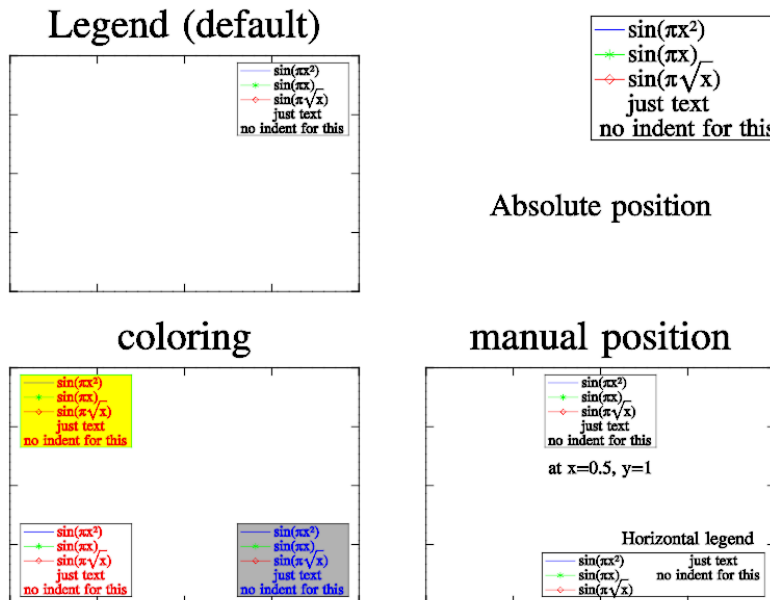 Legend (default)
sin(πx²)
sin(πx)
sin(π√x)
just text
no indent for this
sin(πx²)
sin(πx)
sin(π√x)
just text
no indent for this
Absolute position
coloring
sin(πx²)
sin(πx)
sin(π√x)
just text
no indent for this
sin(πx²)
sin(πx)
sin(π√x)
just text
no indent for this
sin(πx²)
sin(πx)
sin(π√x)
just text
no indent for this
manual position
sin(πx²)
sin(πx)
sin(π√x)
just text
no indent for this
at x=0.5, y=1
Horizontal legend
sin(πx²) just text
sin(πx) no indent for this
sin(π√x)